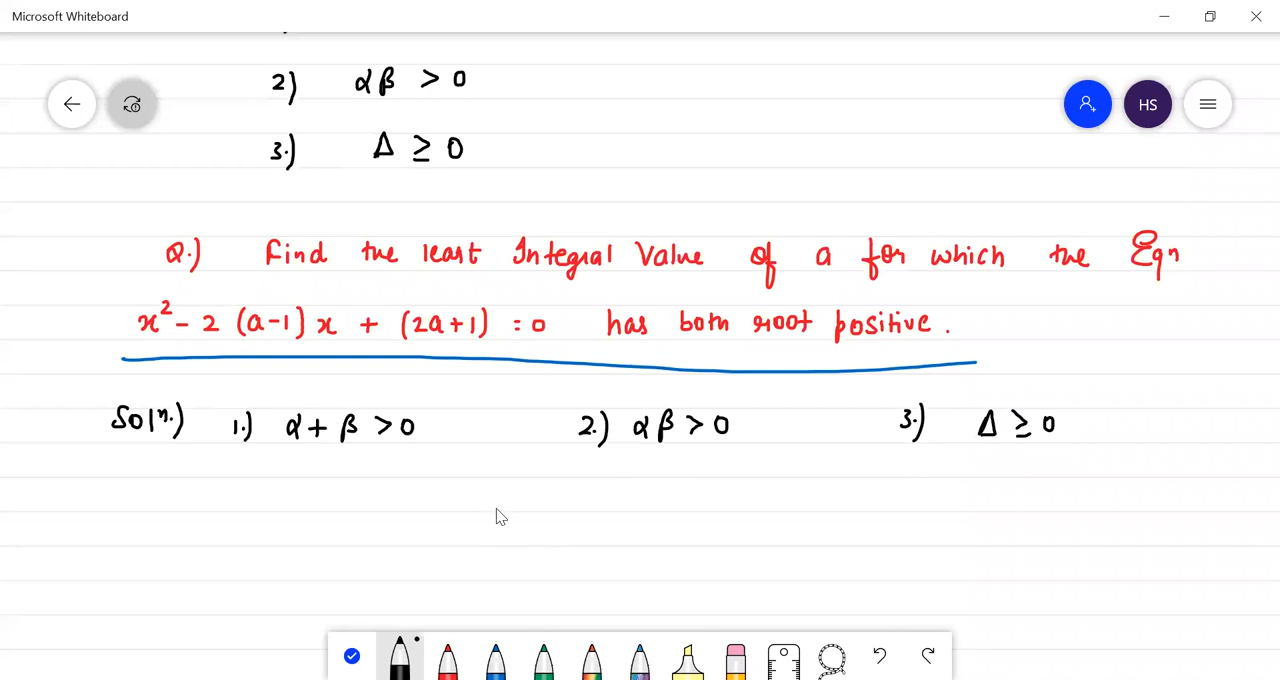 Microsoft Whiteboard
2) αβ > 0
3.) Δ ≥ 0
HS
Q.) Find the least Integral Value of a for which the Eqn
x² - 2 (a-1)x + (2a+1) = 0 has both root positive.
Soln.) 1.) α + β > 0 2.) αβ > 0 3.) Δ ≥ 0